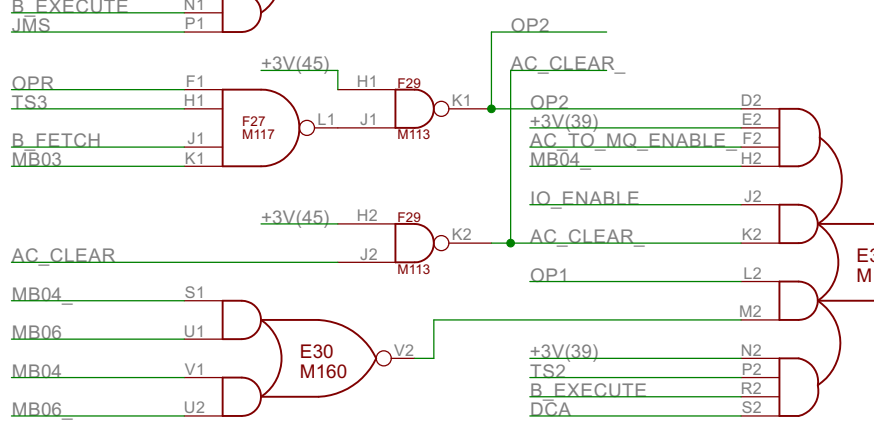 B_EXECUTE N1
JMS P1
OP2
+3V(45) H1 F29 AC_CLEAR_
OPR F1 K1 OP2 D2
TS3 H1 F27 L1 J1 +3V(39) E2
M117 M113
B_FETCH J1 AC_TO_MQ_ENABLE_ F2
MB03 K1 MB04_ H2
IO_ENABLE J2
+3V(45) H2 F29
K2 AC_CLEAR_ K2
AC_CLEAR J2 M113
OP1 L2
MB04_ S1
M2
MB06 U1
E30 V2 +3V(39) N2
MB04 V1 M160 TS2 P2
B_EXECUTE R2
MB06_ U2 DCA S2